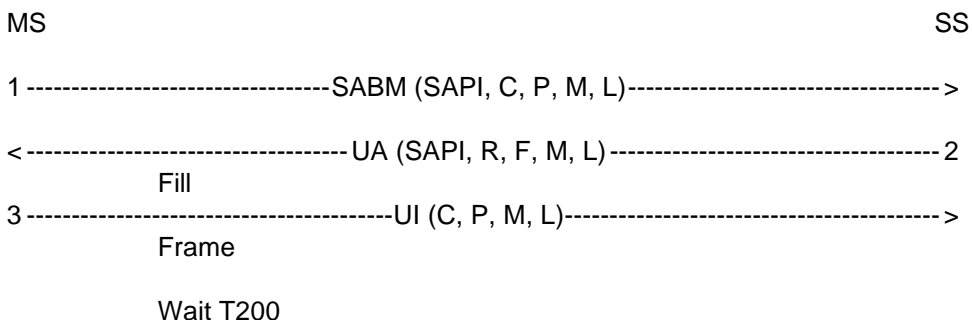 MS SS
1 ----------------------------------SABM (SAPI, C, P, M, L)----------------------------------- >
< ------------------------------------ UA (SAPI, R, F, M, L) ------------------------------------- 2
Fill
3 -----------------------------------------UI (C, P, M, L)------------------------------------------ >
Frame
Wait T200